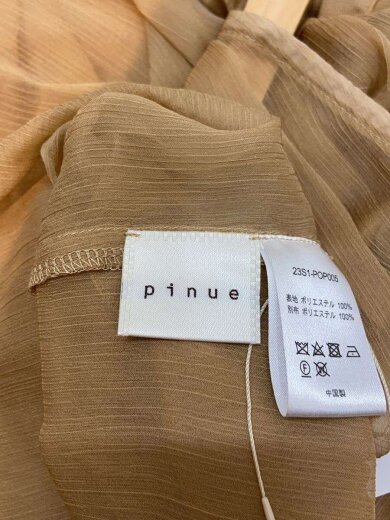 pinue
23S1-POP005
表地 ポリエステル 100%
別布 ポリエステル 100%
中国製